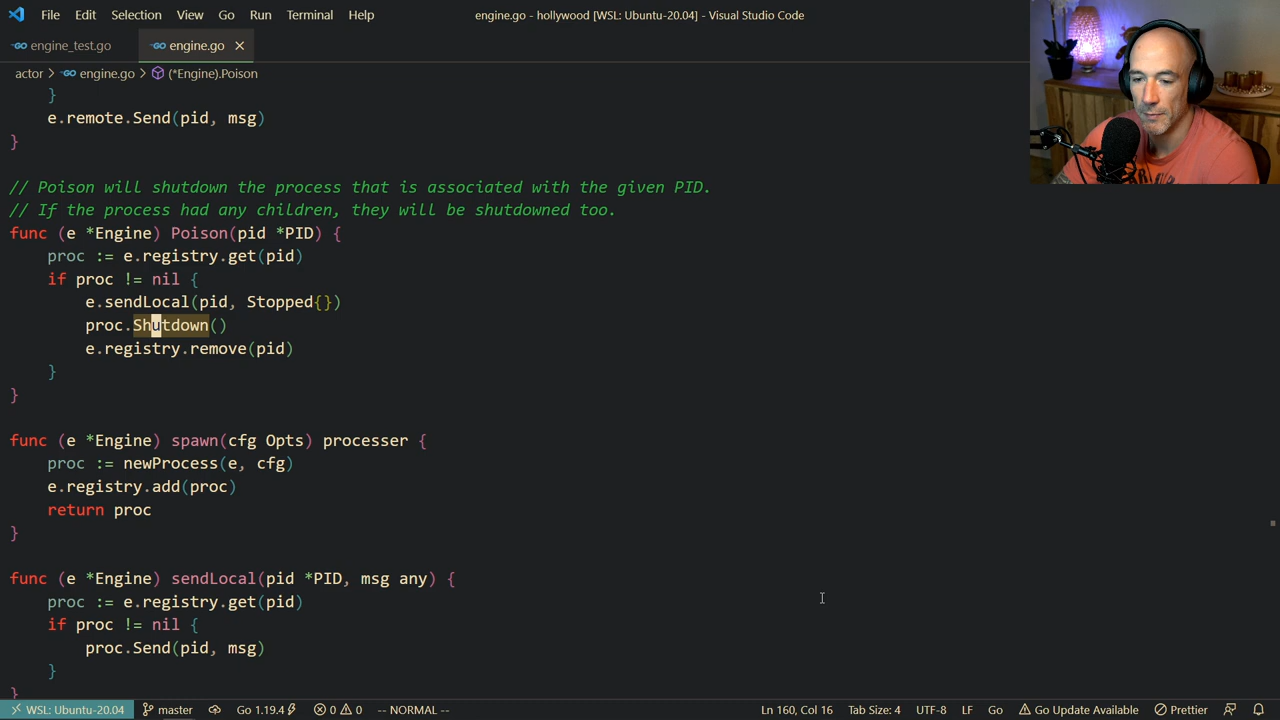 File Edit Selection View Go Run Terminal Help
engine.go - hollywood [WSL: Ubuntu-20.04] - Visual Studio Code
engine_test.go
engine.go
actor > engine.go > (*Engine).Poison
}
e.remote.Send(pid, msg)
}
// Poison will shutdown the process that is associated with the given PID.
// If the process had any children, they will be shutdowned too.
func (e *Engine) Poison(pid *PID) {
proc := e.registry.get(pid)
if proc != nil {
e.sendLocal(pid, Stopped{})
proc.Shutdown()
e.registry.remove(pid)
}
}
func (e *Engine) spawn(cfg Opts) processer {
proc := newProcess(e, cfg)
e.registry.add(proc)
return proc
}
func (e *Engine) sendLocal(pid *PID, msg any) {
proc := e.registry.get(pid)
if proc != nil {
proc.Send(pid, msg)
}
}
WSL: Ubuntu-20.04 master Go 1.19.4 0 0 -- NORMAL -- Ln 160, Col 16 Tab Size: 4 UTF-8 LF Go Go Update Available Prettier